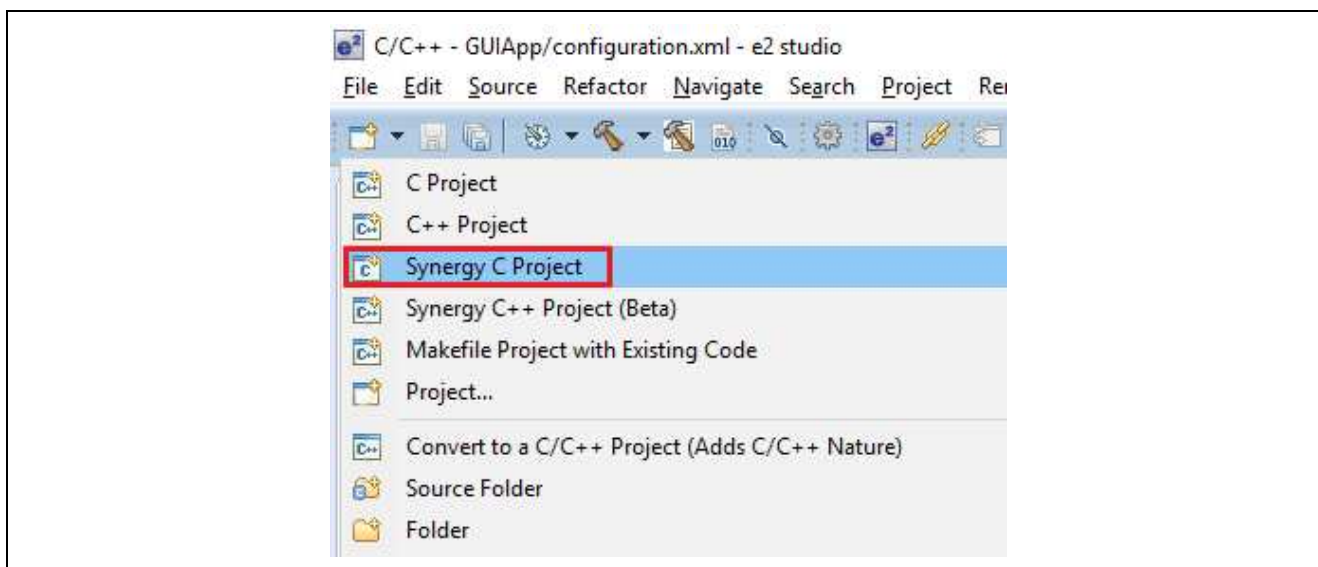 C/C++ - GUIApp/configuration.xml - e2 studio
File Edit Source Refactor Navigate Search Project
C Project
C++ Project
Synergy C Project
Synergy C++ Project (Beta)
Makefile Project with Existing Code
Project...
Convert to a C/C++ Project (Adds C/C++ Nature)
Source Folder
Folder